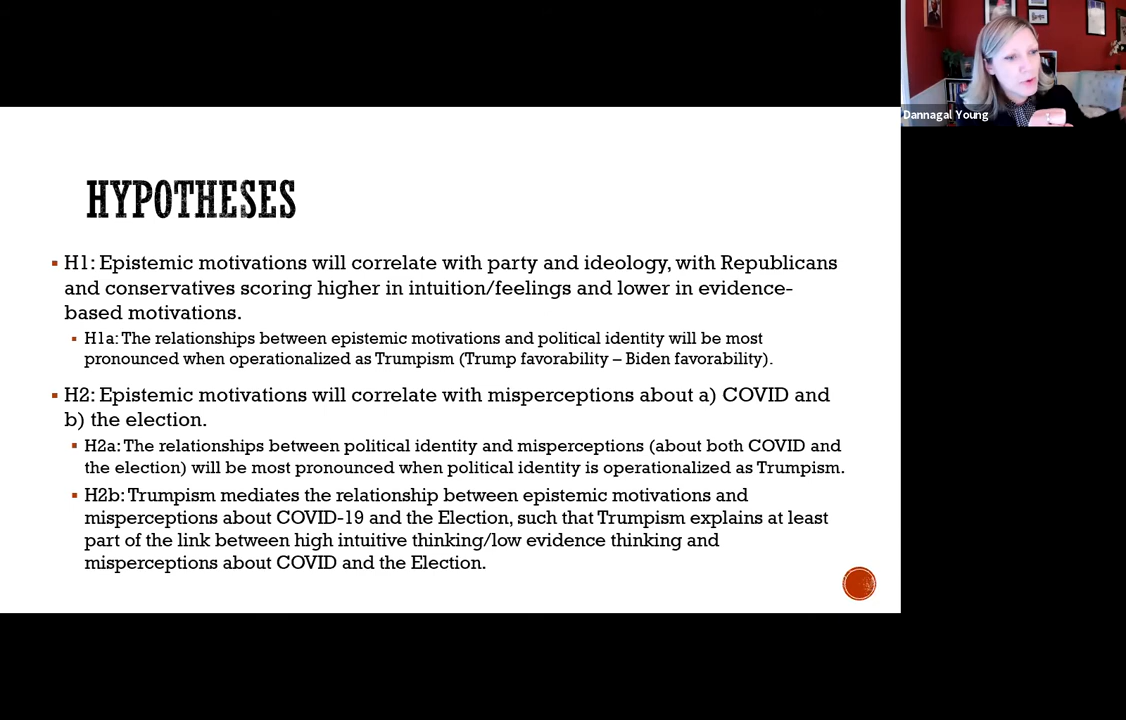 Dannagal Young
HYPOTHESES
▪ H1: Epistemic motivations will correlate with party and ideology, with Republicans
and conservatives scoring higher in intuition/feelings and lower in evidence-
based motivations.
▪ H1a: The relationships between epistemic motivations and political identity will be most
pronounced when operationalized as Trumpism (Trump favorability – Biden favorability).
▪ H2: Epistemic motivations will correlate with misperceptions about a) COVID and
b) the election.
▪ H2a: The relationships between political identity and misperceptions (about both COVID and
the election) will be most pronounced when political identity is operationalized as Trumpism.
▪ H2b: Trumpism mediates the relationship between epistemic motivations and
misperceptions about COVID-19 and the Election, such that Trumpism explains at least
part of the link between high intuitive thinking/low evidence thinking and
misperceptions about COVID and the Election.